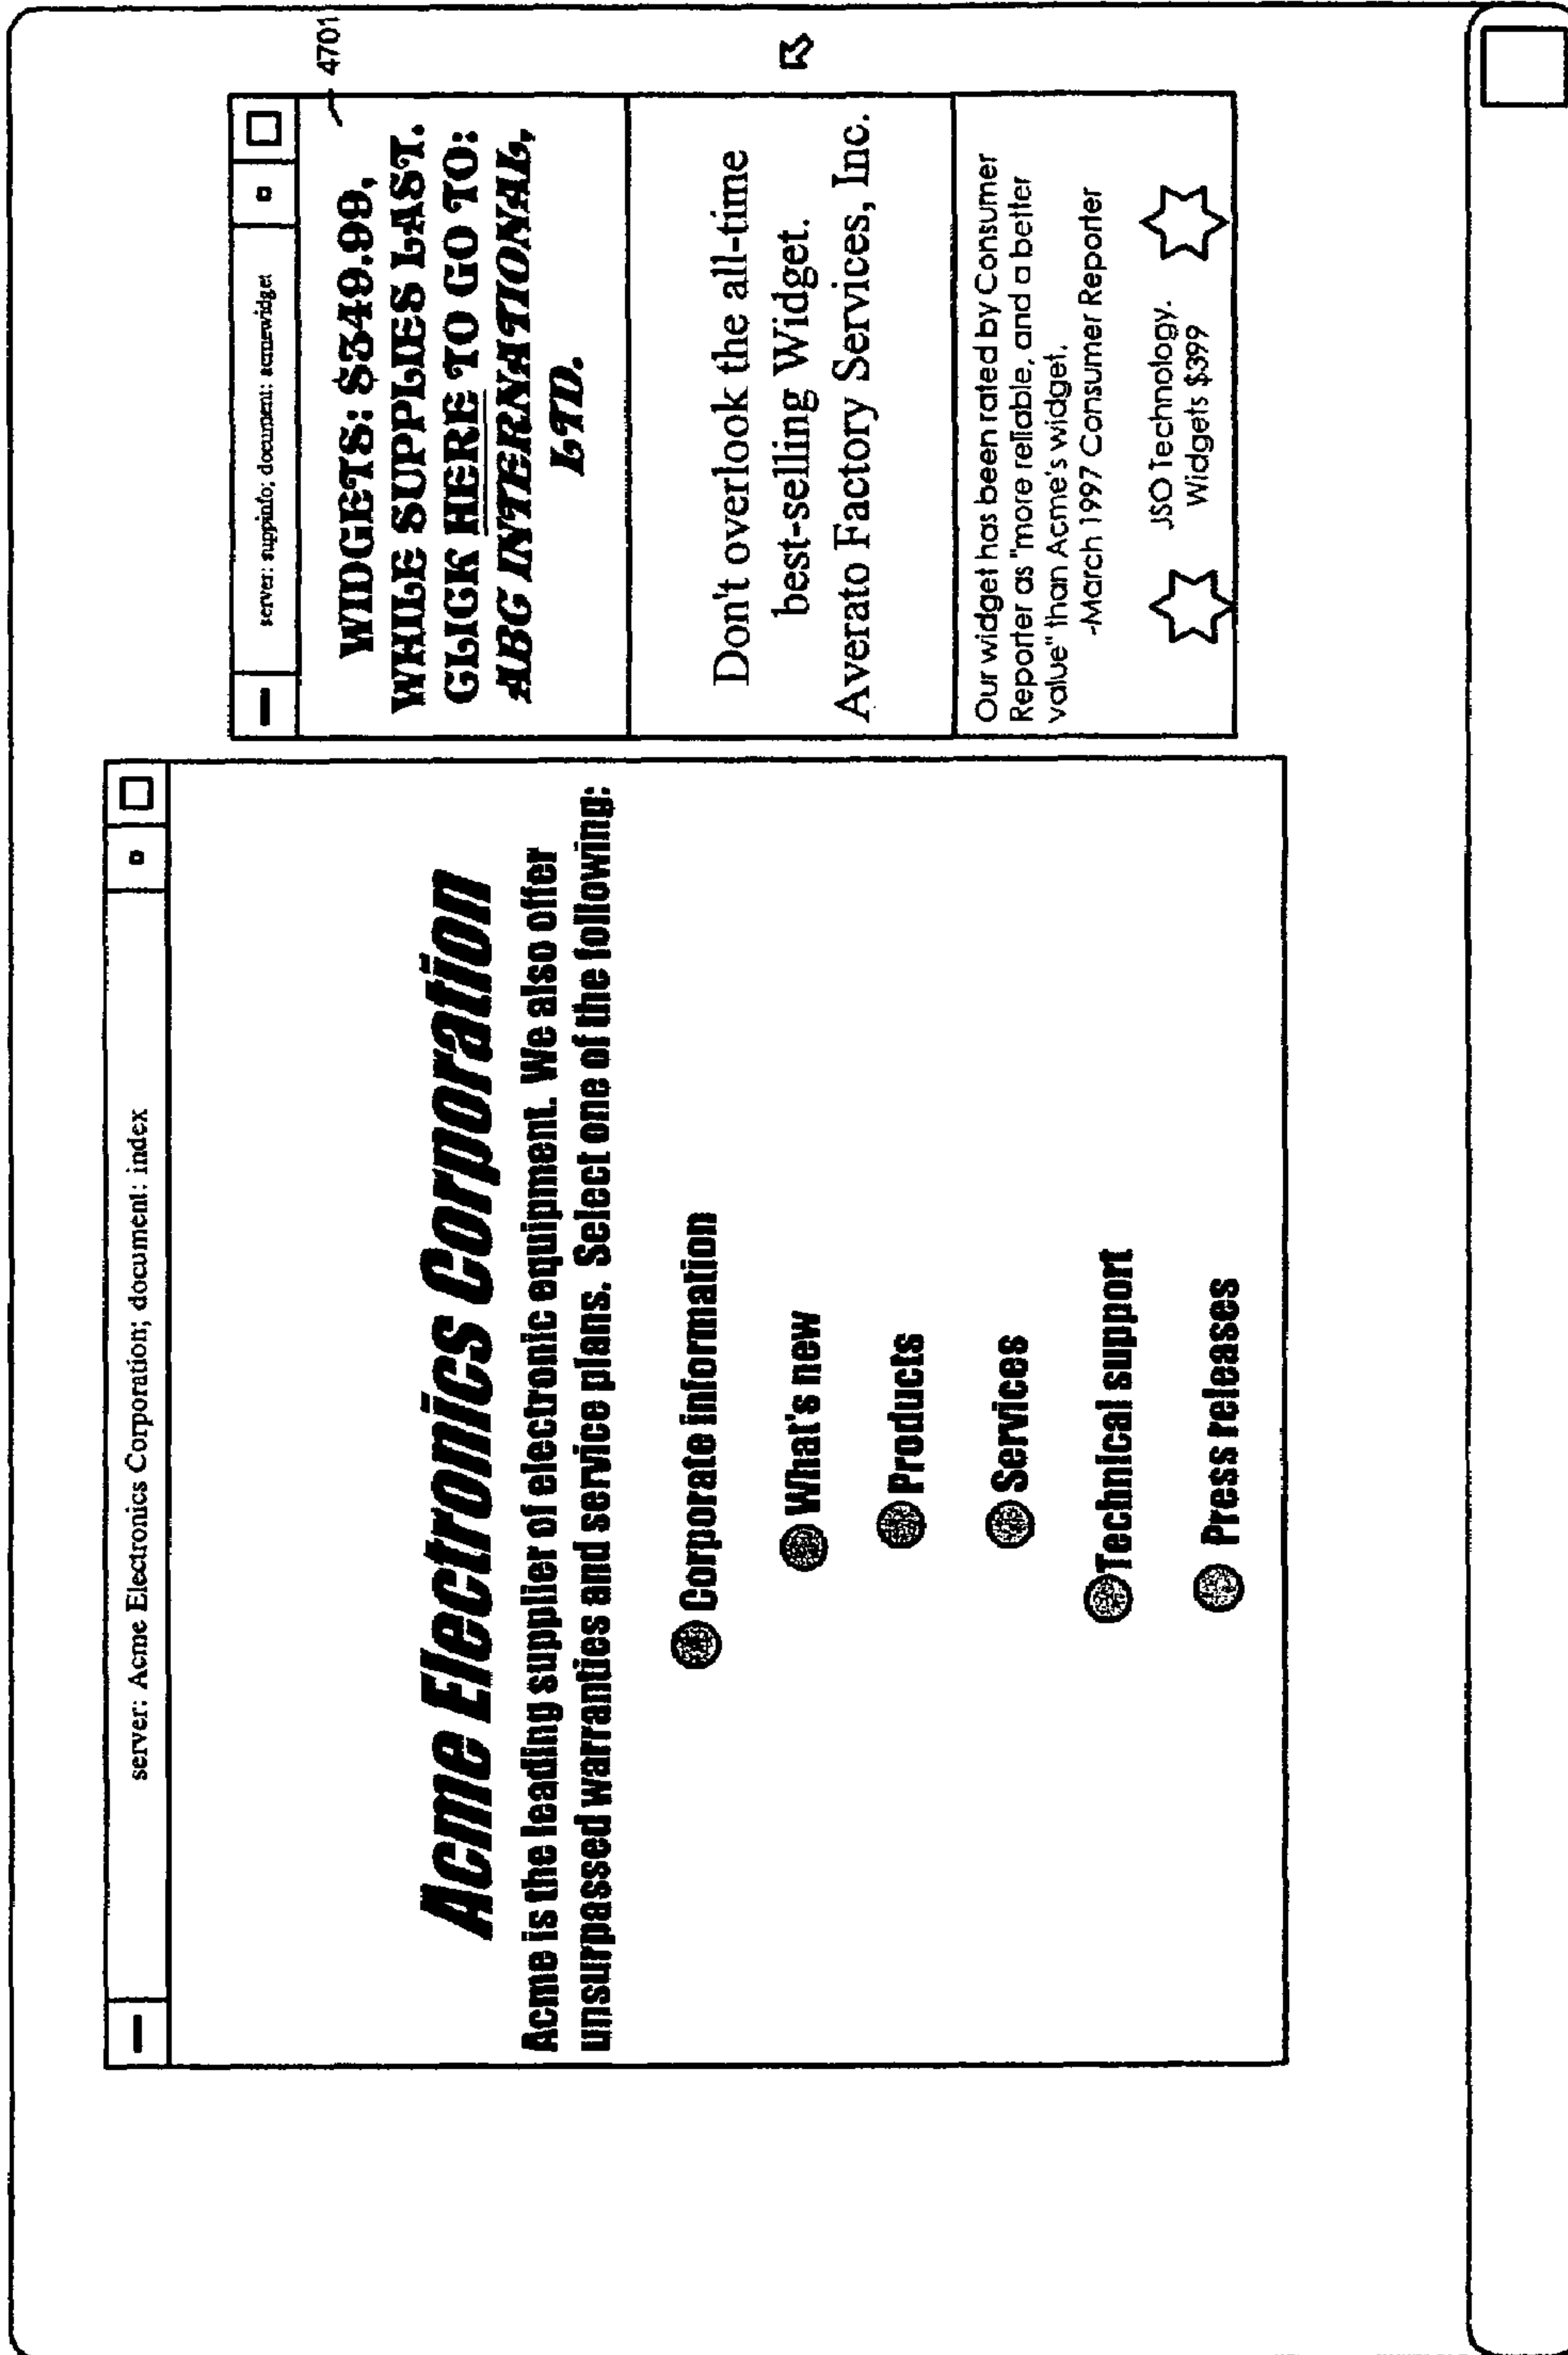 server: Acme Electronics Corporation; document: index
Acme Electronics Corporation
Acme is the leading supplier of electronic equipment. We also offer
unsurpassed warranties and service plans. Select one of the following:
Corporate information
What's new
Products
Services
Technical support
Press releases
server: suppinfo; document: acmewidget
4701
WIDGETS: $349.99,
WHILE SUPPLIES LAST.
CLICK HERE TO GO TO:
ABC INTERNATIONAL,
LTD.
Don't overlook the all-time
best-selling Widget.
Averato Factory Services, Inc.
Our widget has been rated by Consumer
Reporter as "more reliable, and a better
value" than Acme's widget.
-March 1997 Consumer Reporter
JSO Technology.
Widgets $399